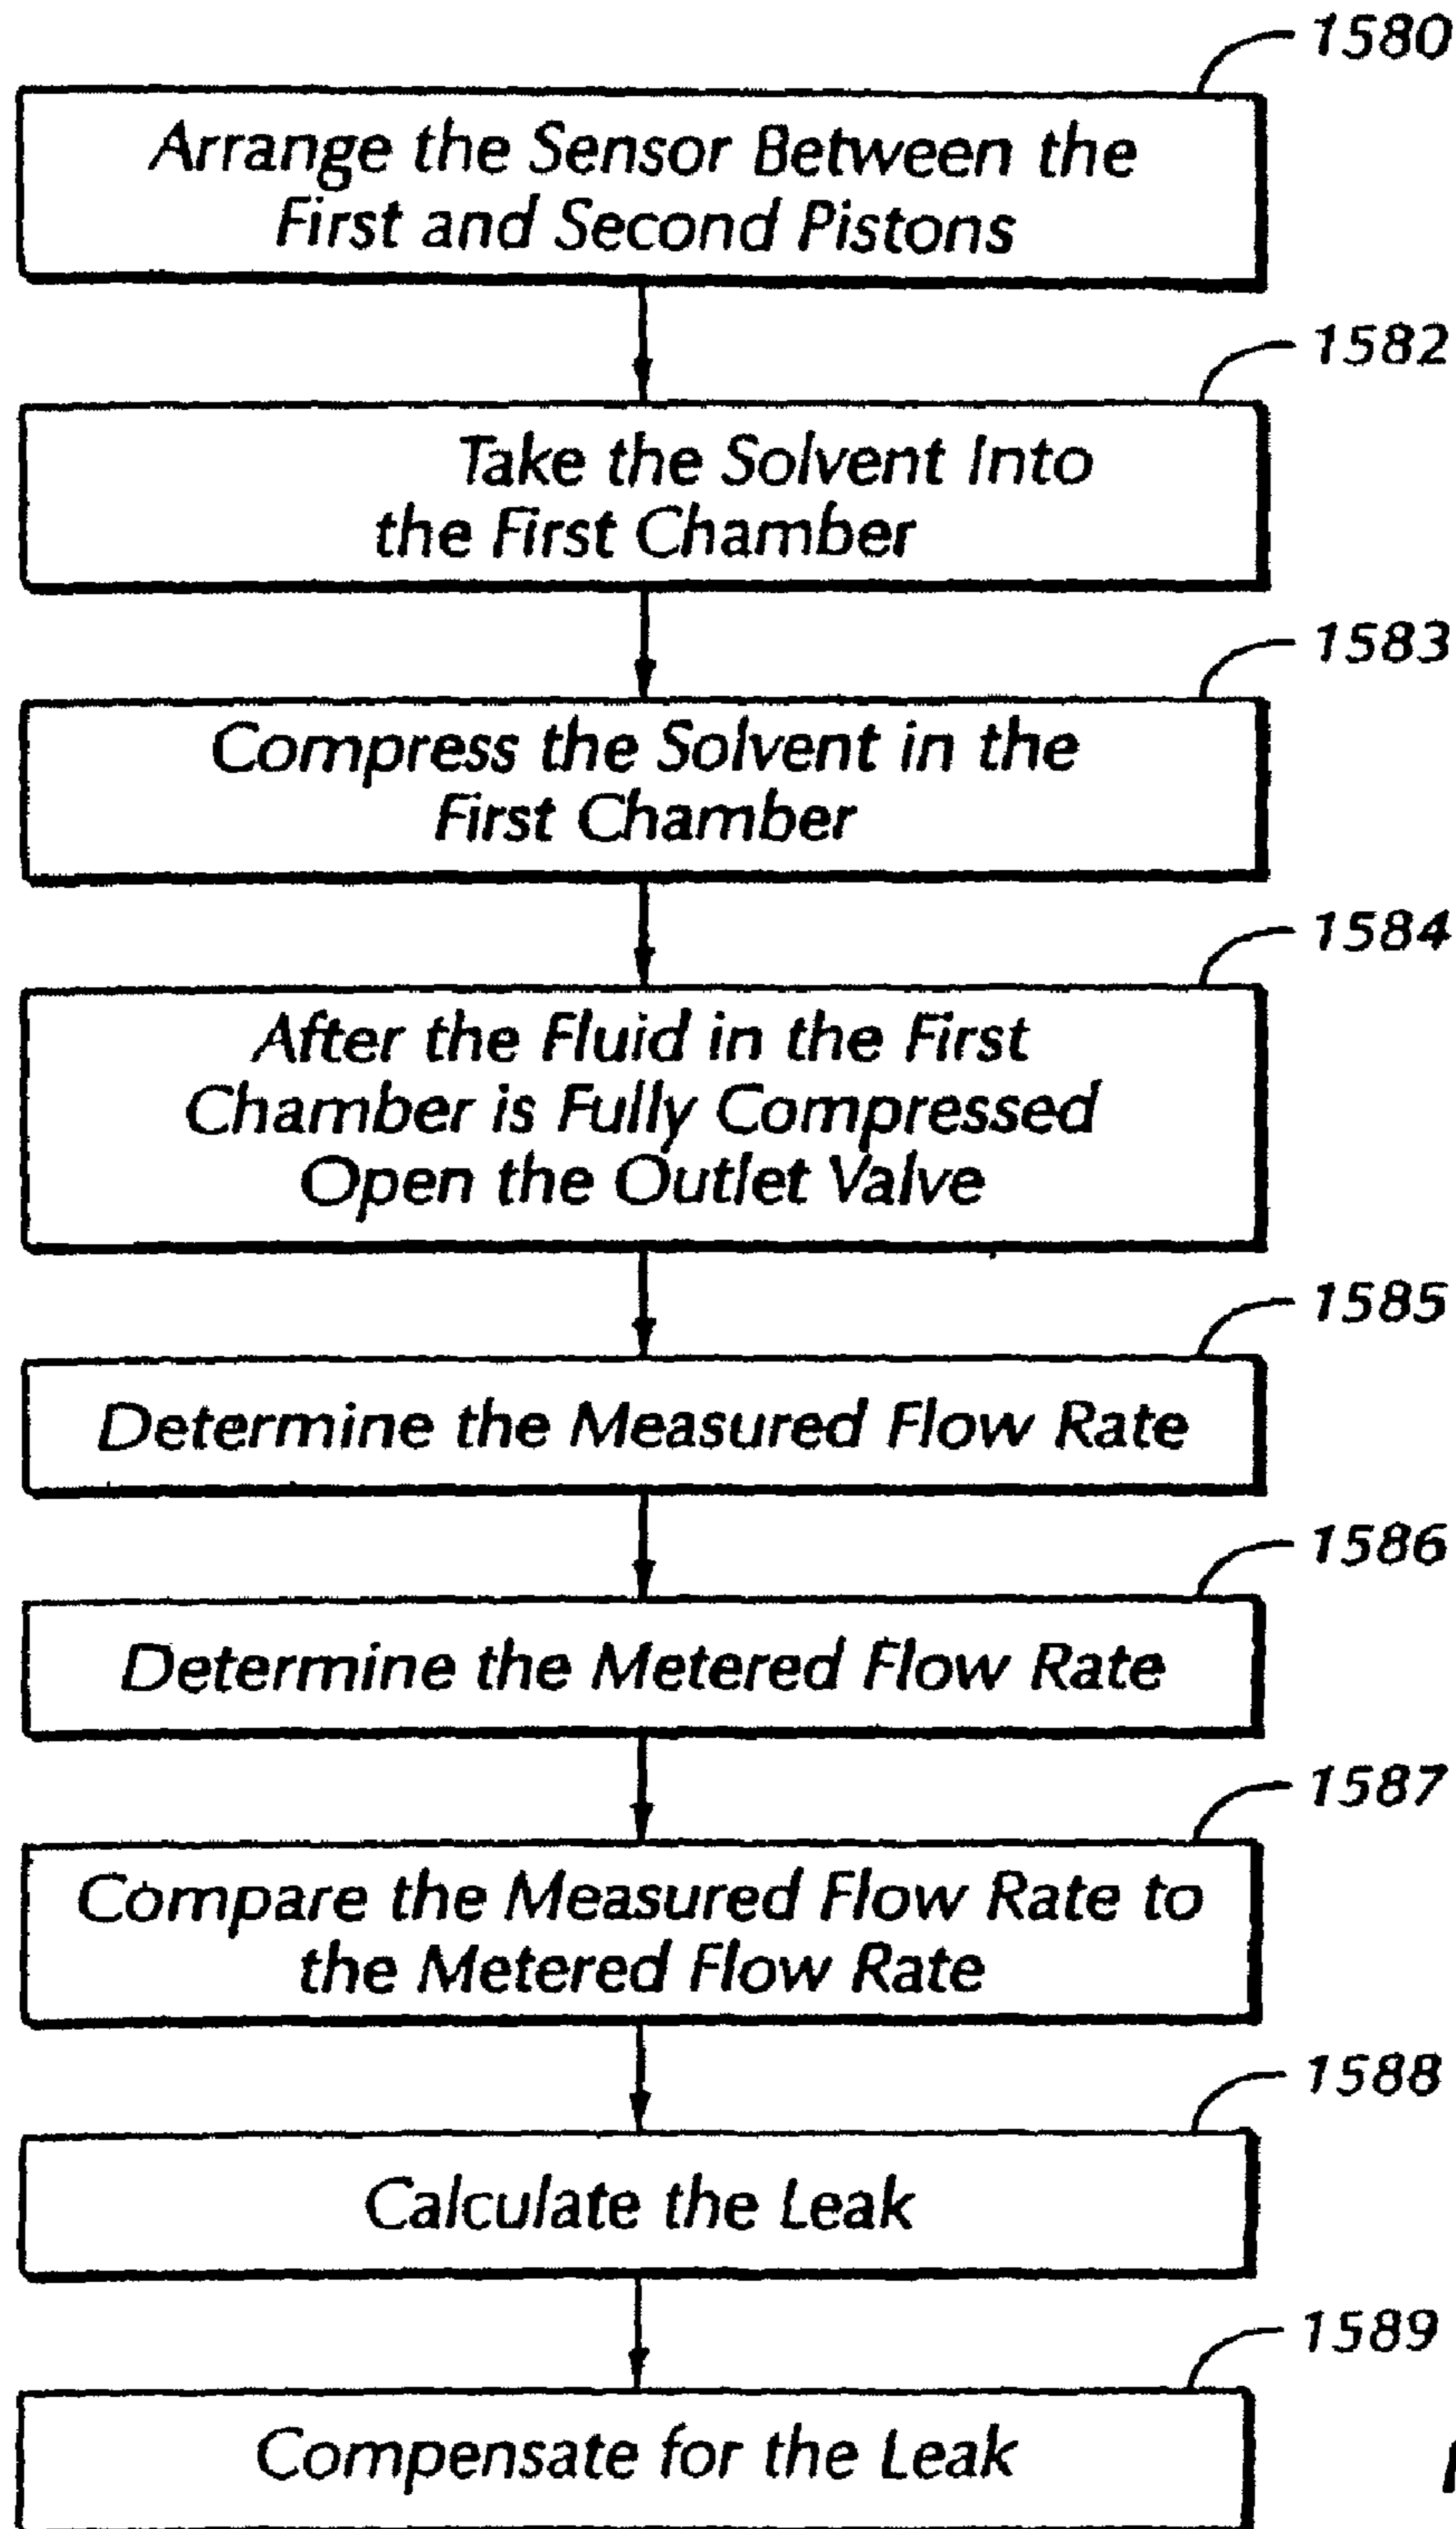 1580
Arrange the Sensor Between the
First and Second Pistons
1582
Take the Solvent Into
the First Chamber
1583
Compress the Solvent in the
First Chamber
1584
After the Fluid in the First
Chamber is Fully Compressed
Open the Outlet Valve
1585
Determine the Measured Flow Rate
1586
Determine the Metered Flow Rate
1587
Compare the Measured Flow Rate to
the Metered Flow Rate
1588
Calculate the Leak
1589
Compensate for the Leak